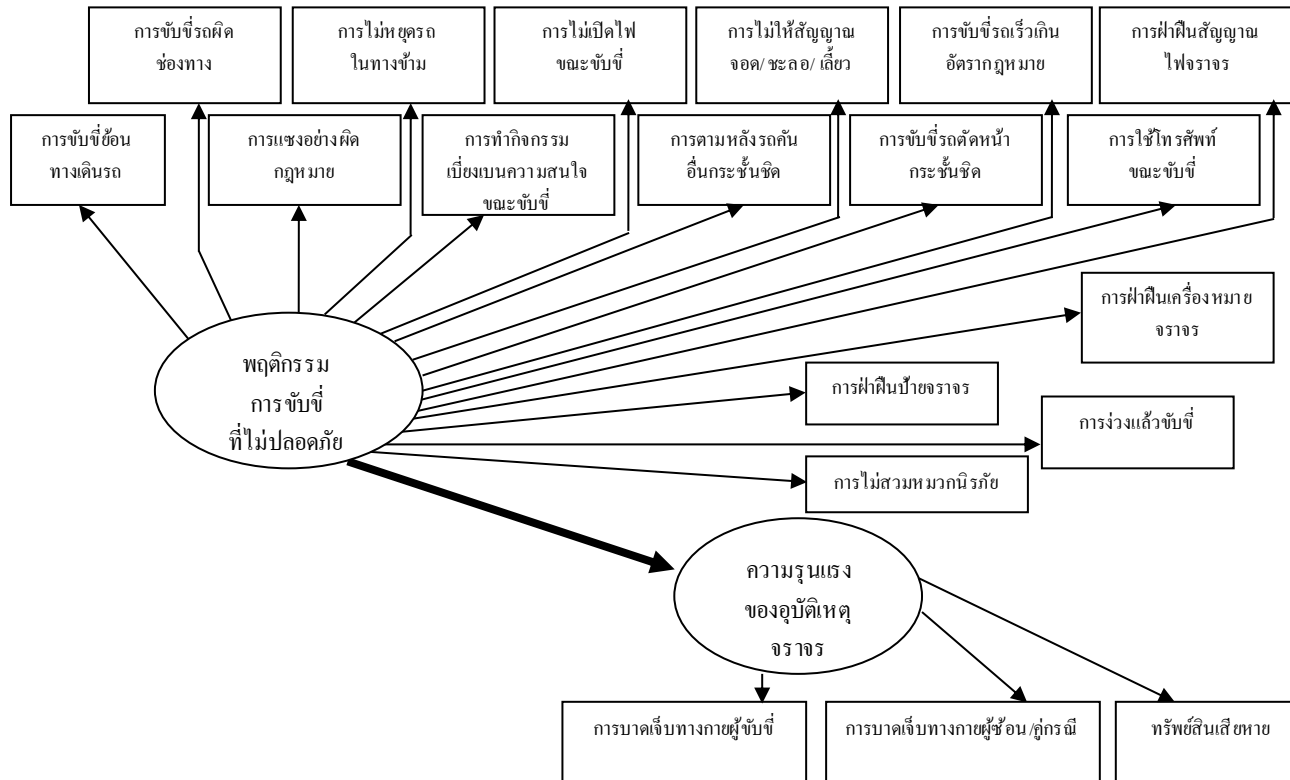 การขับขี่รถผิด
ช่องทาง
การไม่หยุดรถ
ในทางข้าม
การไม่เปิดไฟ
ขณะขับขี่
การไม่ให้สัญญาณ
จอด/ ชะลอ/ เลี้ยว
การขับขี่รถเร็วเกิน
อัตรากฎหมาย
การฝ่าฝืนสัญญาณ
ไฟจราจร
การขับขี่ย้อน
ทางเดินรถ
การแซงอย่างผิด
กฎหมาย
การทำกิจกรรม
เบี่ยงเบนความสนใจ
ขณะขับขี่
การตามหลังรถคัน
อื่นกระชั้นชิด
การขับขี่รถตัดหน้า
กระชั้นชิด
การใช้โทรศัพท์
ขณะขับขี่
การฝ่าฝืนเครื่องหมาย
จราจร
พฤติกรรม
การขับขี่
ที่ไม่ปลอดภัย
การฝ่าฝืนป้ายจราจร
การง่วงแล้วขับขี่
การไม่สวมหมวกนิรภัย
ความรุนแรง
ของอุบัติเหตุ
จราจร
การบาดเจ็บทางกายผู้ขับขี่
การบาดเจ็บทางกายผู้ซ้อน /คู่กรณี
ทรัพย์สินเสียหาย